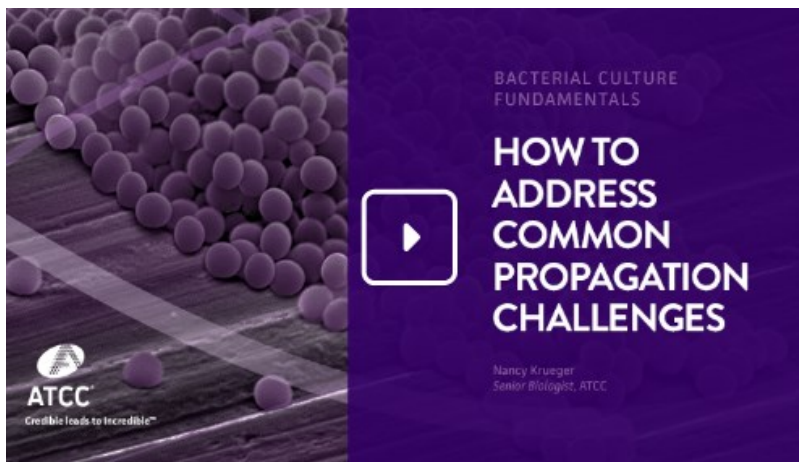 BACTERIAL CULTURE
FUNDAMENTALS
HOW TO
ADDRESS
COMMON
PROPAGATION
CHALLENGES
Nancy Krueger
Senior Biologist, ATCC
ATCC®
Credible leads to Incredible™